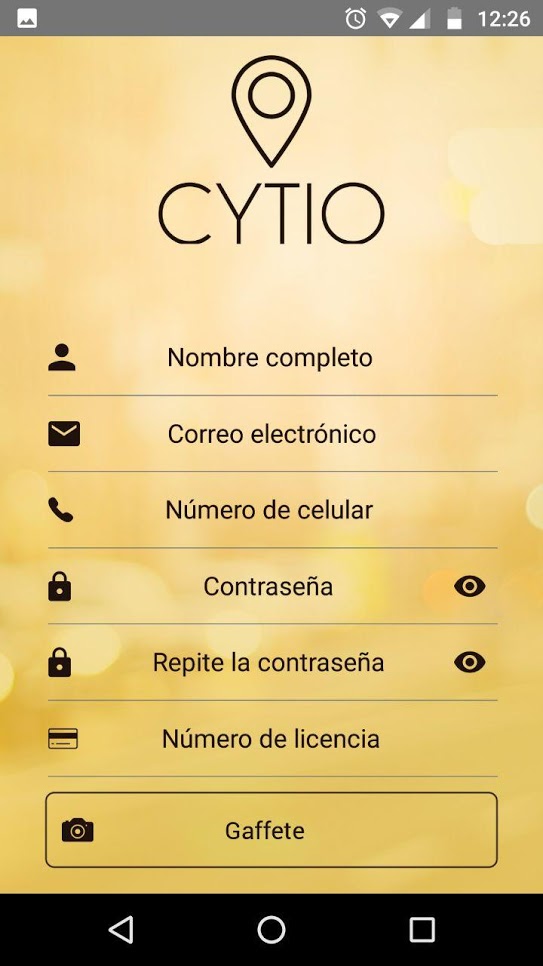 12:26
CYTIO
Nombre completo
Correo electrónico
Número de celular
Contraseña
Repite la contraseña
Número de licencia
Gaffete